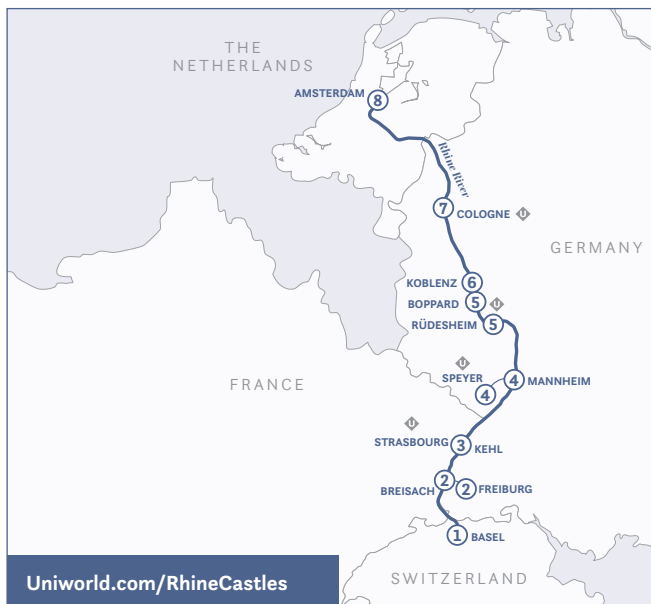 THE
NETHERLANDS
AMSTERDAM
8
Rhine River
7
COLOGNE
U
GERMANY
KOBLENZ
6
BOPPARD
5
U
RÜDESHEIM
5
U
SPEYER
4
4
MANNHEIM
FRANCE
U
STRASBOURG
3
KEHL
BREISACH
2
2
FREIBURG
1
BASEL
Uniworld.com/RhineCastles
SWITZERLAND